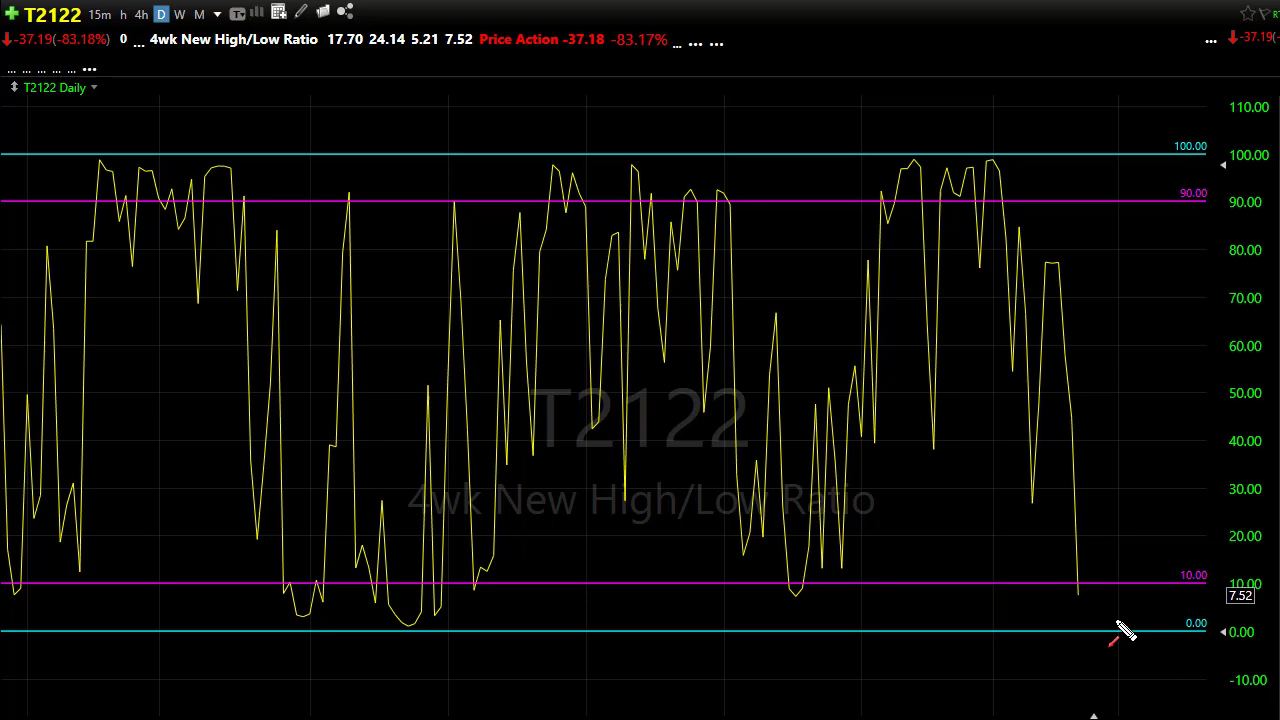 T2122 15m h 4h D W M T
-37.19(-83.18%) 0 ... 4wk New High/Low Ratio 17.70 24.14 5.21 7.52 Price Action -37.18 -83.17% ... ... ... ... -37.19(-
... ... ... ... ... ...
T2122 Daily
110.00
100.00 100.00
90.00 90.00
80.00
70.00
60.00
50.00
T2122
40.00
4wk New High/Low Ratio
30.00
20.00
10.00 10.00
7.52
0.00 0.00
-10.00